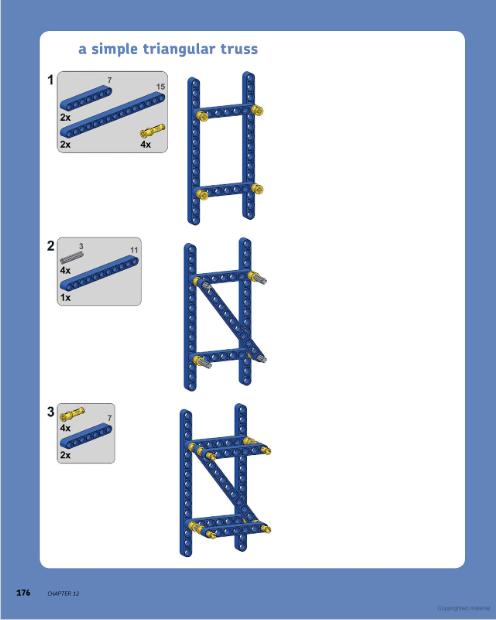 a simple triangular truss
1
7
15
2x
2x
4x
2
3
11
4x
1x
3
4x
7
2x
176 CHAPTER 12
Copyrighted material